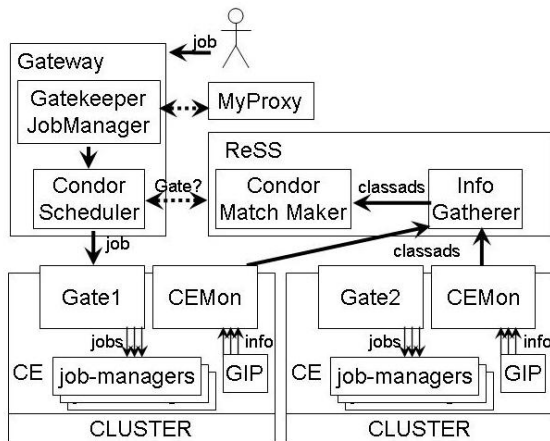 job
Gateway
Gatekeeper
JobManager
MyProxy
ReSS
Condor
Scheduler
Gate?
Condor
Match Maker
classads
Info
Gatherer
job
classads
Gate1
CEMon
Gate2
CEMon
jobs
info
jobs
info
CE
job-managers
GIP
CE
job-managers
GIP
CLUSTER
CLUSTER